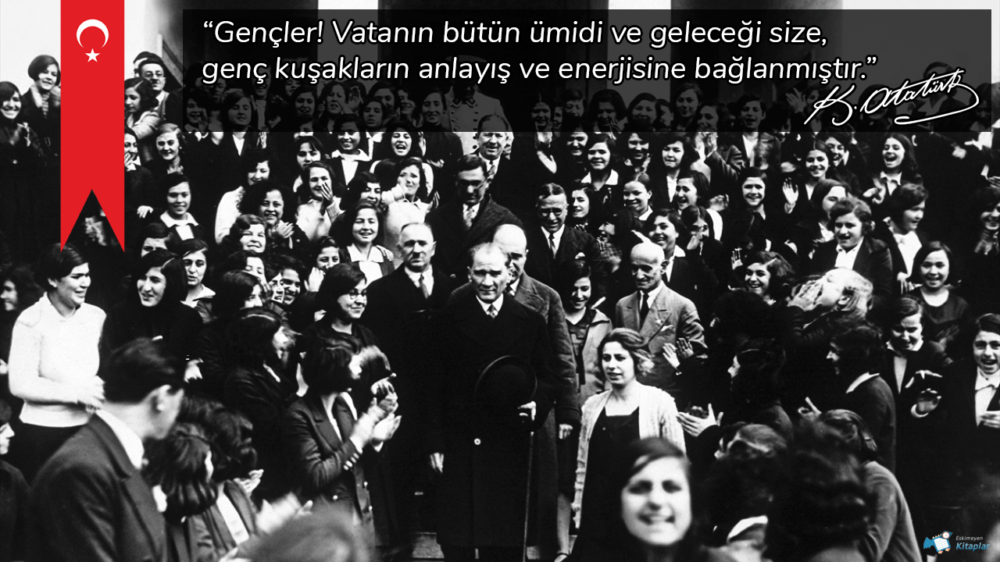 “Gençler! Vatanın bütün ümidi ve geleceği size,
genç kuşakların anlayış ve enerjisine bağlanmıştır.”
K. Atatürk
Eskimeyen
Kitaplar